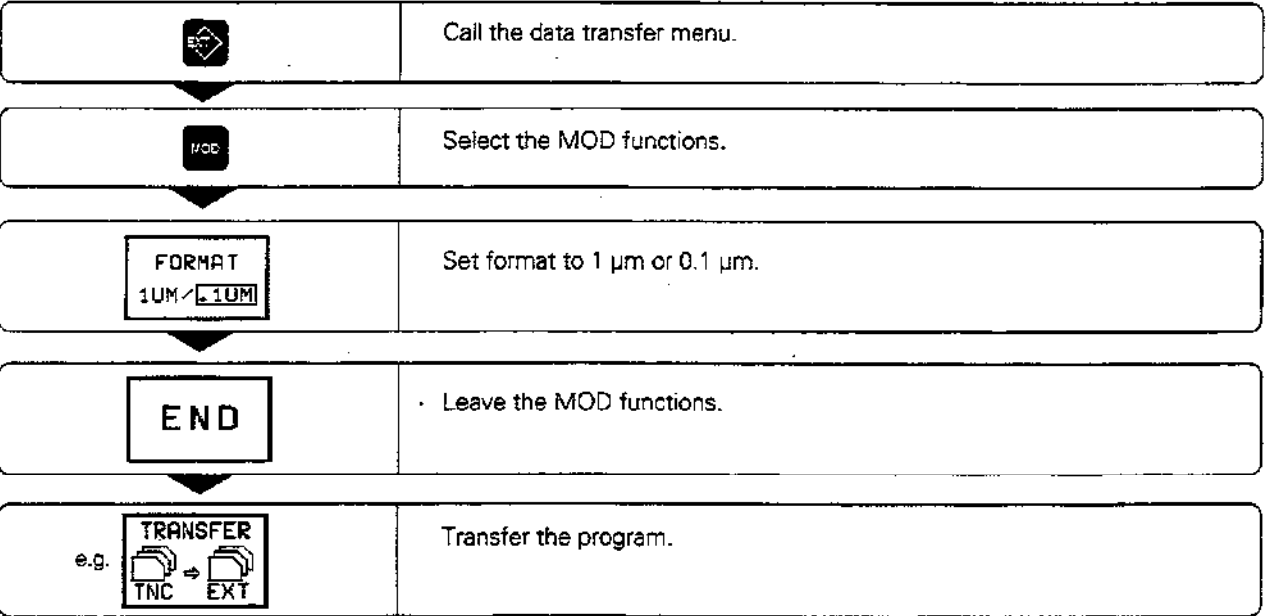 EXT
Call the data transfer menu.
MOD
Select the MOD functions.
FORMAT
1UM/.1UM
Set format to 1 µm or 0.1 µm.
END
Leave the MOD functions.
e.g.
TRANSFER
TNC ⇨ EXT
Transfer the program.